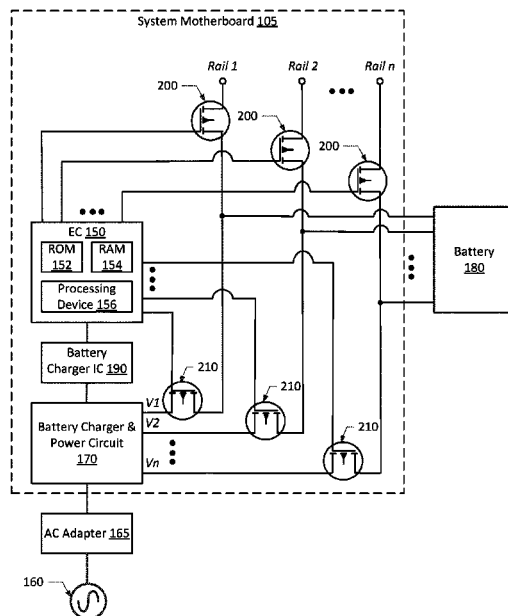 System Motherboard 105
Rail 1
Rail 2
Rail n
200
200
200
EC 150
ROM
152
RAM
154
Processing
Device 156
Battery
180
Battery
Charger IC 190
210
210
210
V1
V2
Vn
Battery Charger &
Power Circuit
170
AC Adapter 165
160